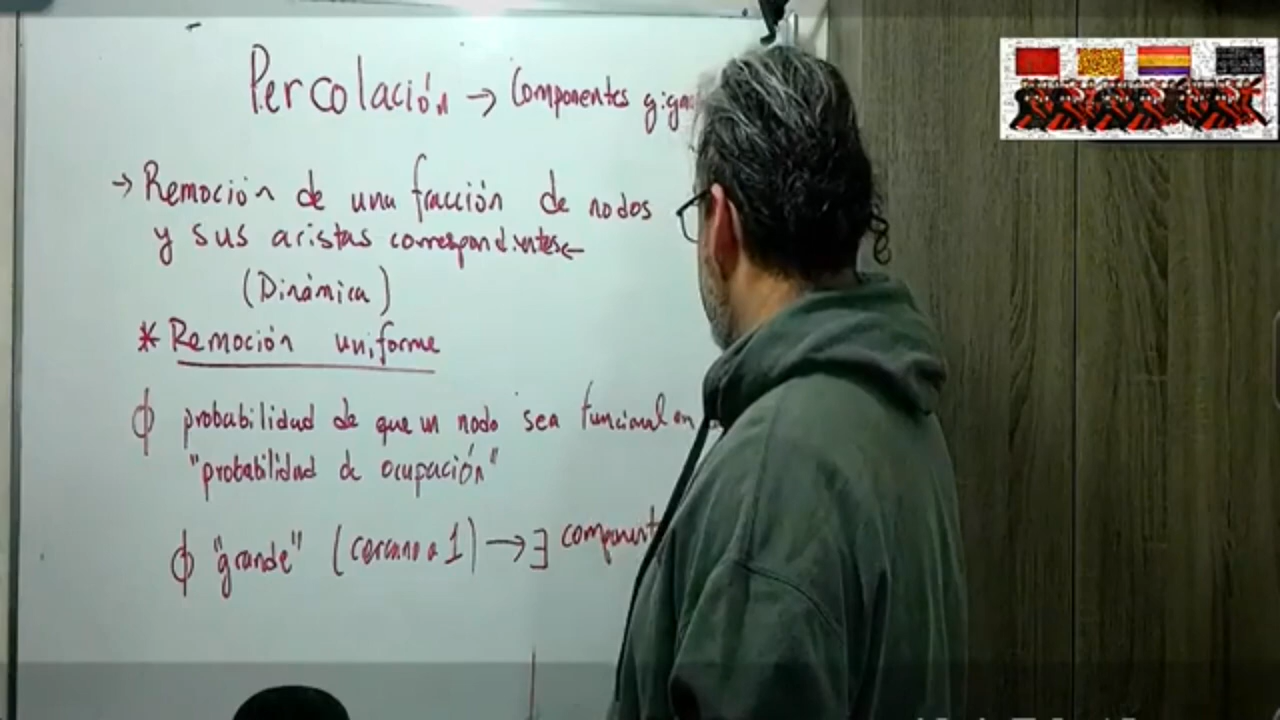 Percolación → Componentes giga
→ Remoción de una fracción de nodos
y sus aristas correspondientes ←
(Dinámica)
* Remoción uniforme
ϕ probabilidad de que un nodo sea funcional en
"probabilidad de ocupación"
ϕ "grande" (cercano a 1) → ∃ component